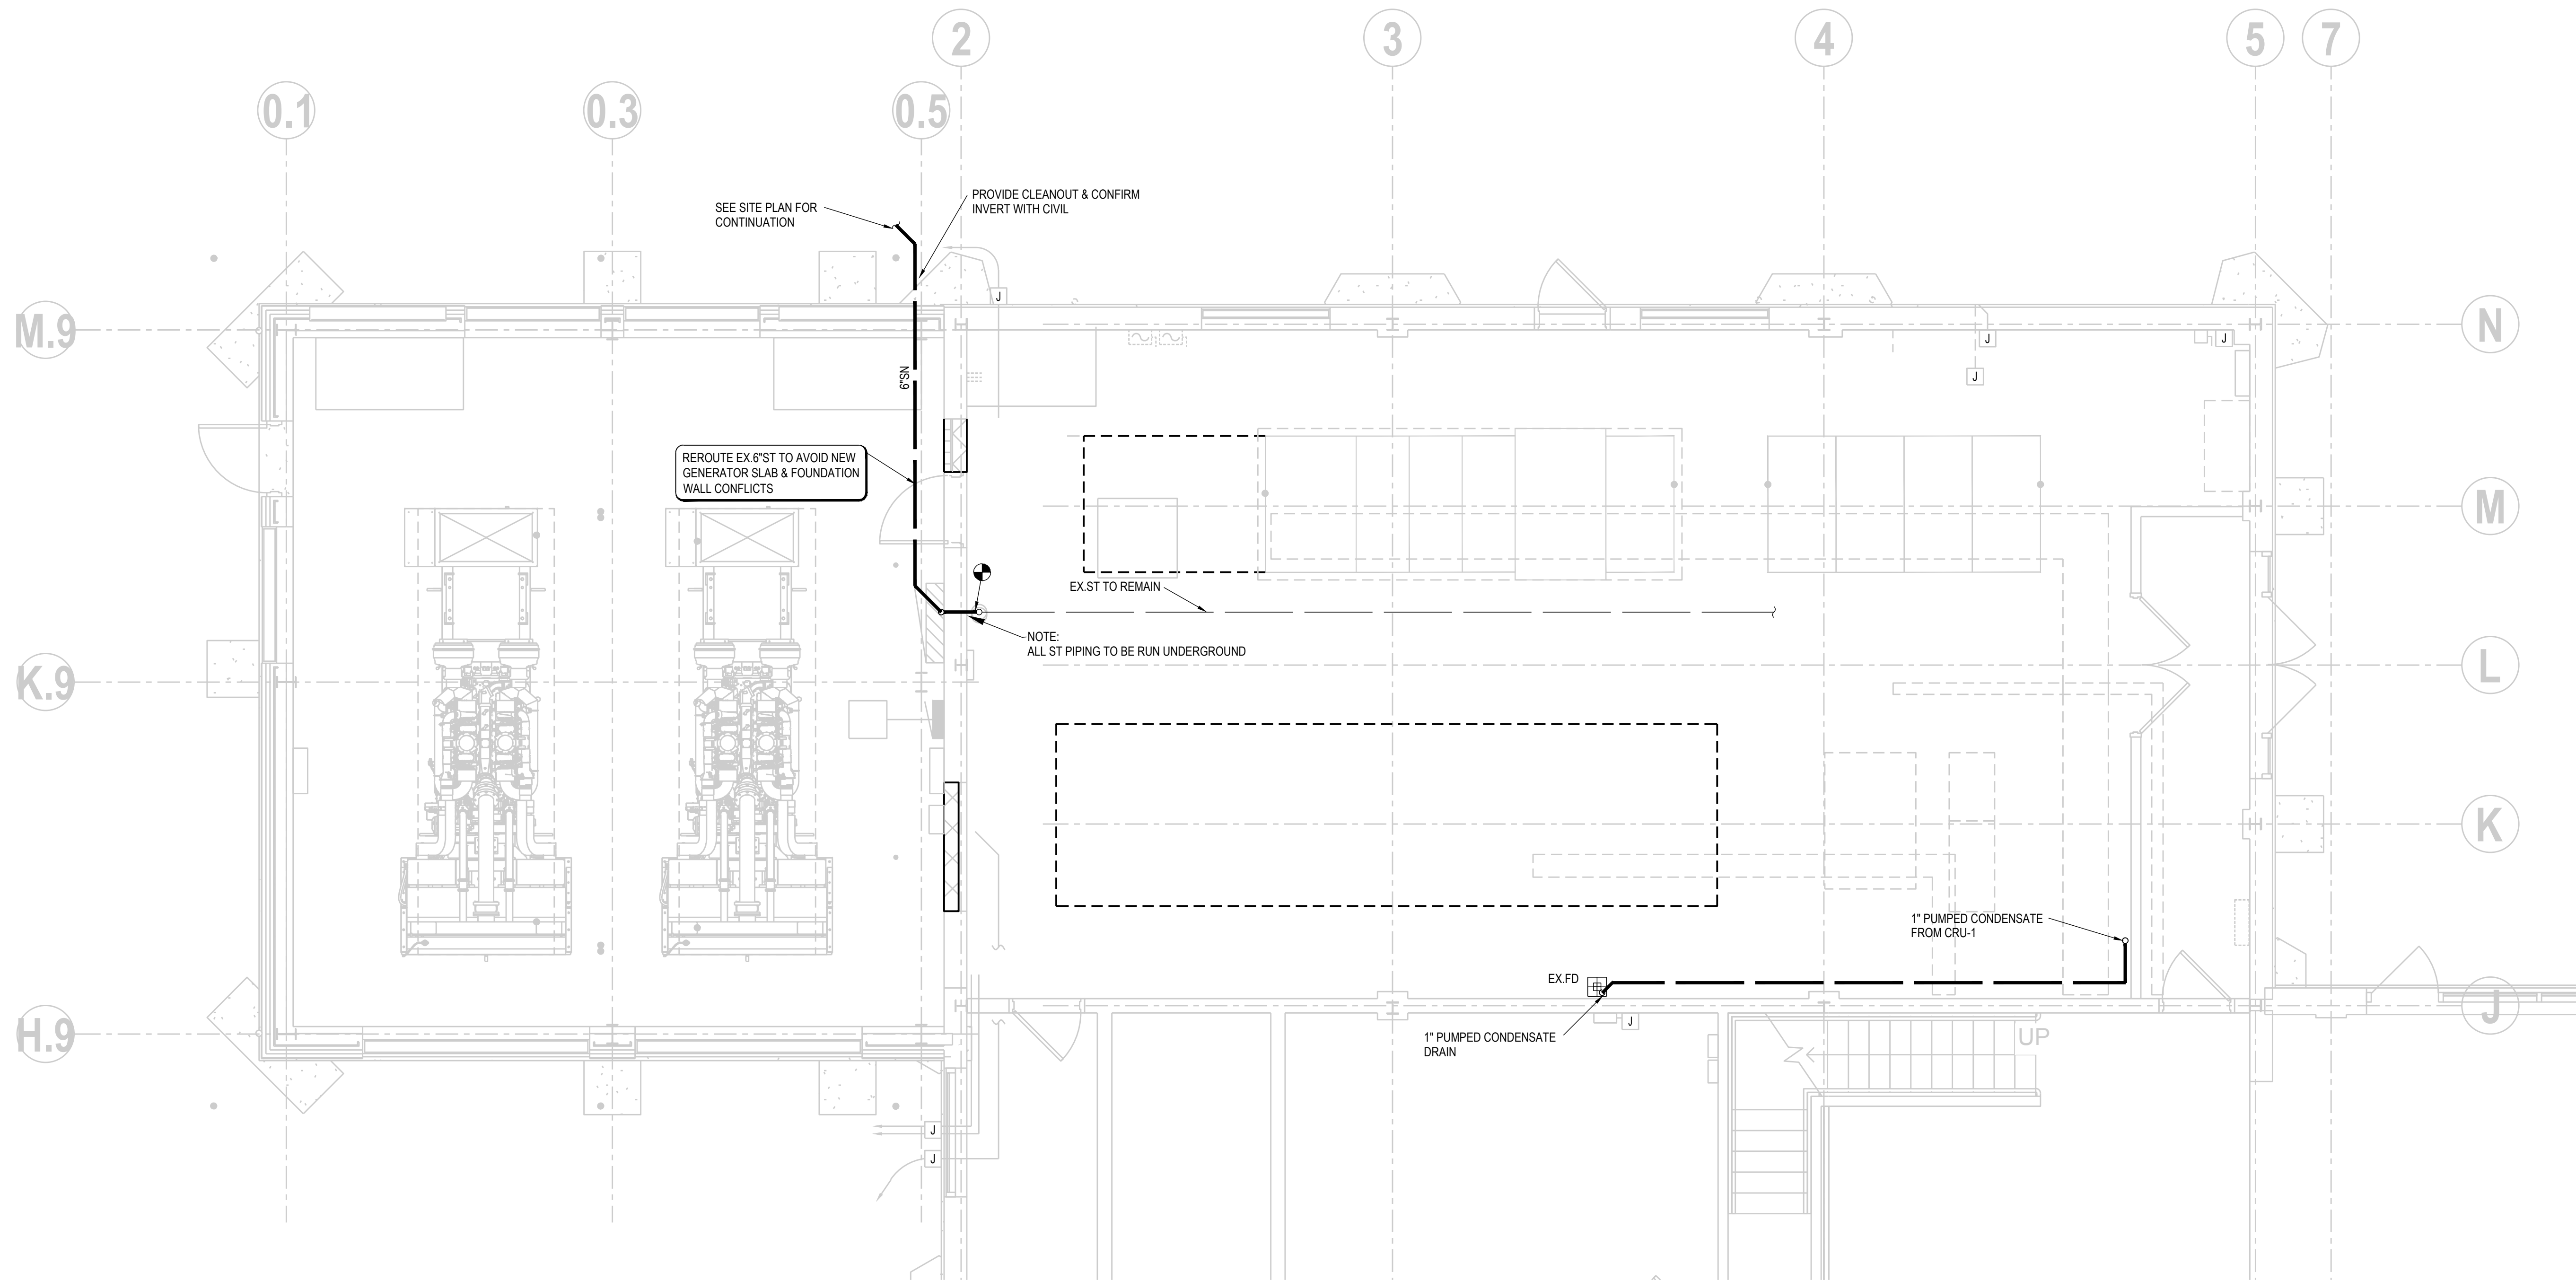 2
3
4
5
7
0.1
0.3
0.5
PROVIDE CLEANOUT & CONFIRM
INVERT WITH CIVIL
SEE SITE PLAN FOR
CONTINUATION
J
M.9
N
J
J
J
6"SN
REROUTE EX.6"ST TO AVOID NEW
GENERATOR SLAB & FOUNDATION
WALL CONFLICTS
M
EX.ST TO REMAIN
NOTE:
ALL ST PIPING TO BE RUN UNDERGROUND
K.9
L
K
1" PUMPED CONDENSATE
FROM CRU-1
EX.FD
J
J
H.9
1" PUMPED CONDENSATE
DRAIN
UP
J
J